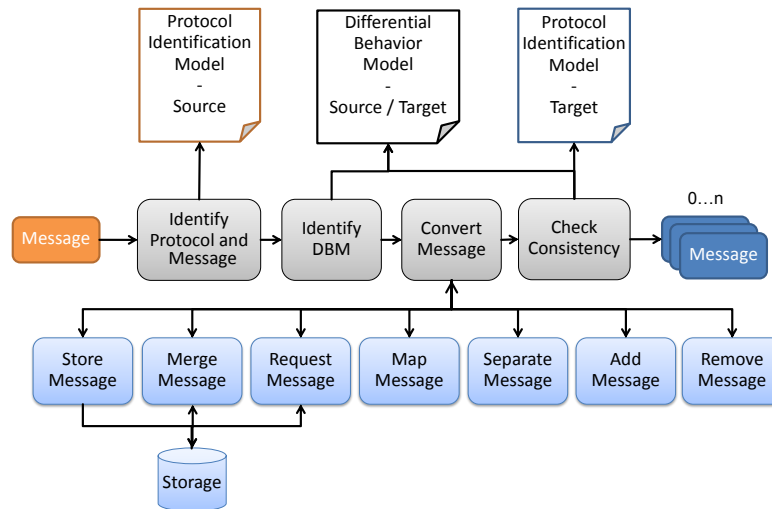 Protocol
Identification
Model
-
Source
Differential
Behavior
Model
-
Source / Target
Protocol
Identification
Model
-
Target
Message
Identify
Protocol and
Message
Identify
DBM
Convert
Message
Check
Consistency
0...n
Message
Store
Message
Merge
Message
Request
Message
Map
Message
Separate
Message
Add
Message
Remove
Message
Storage